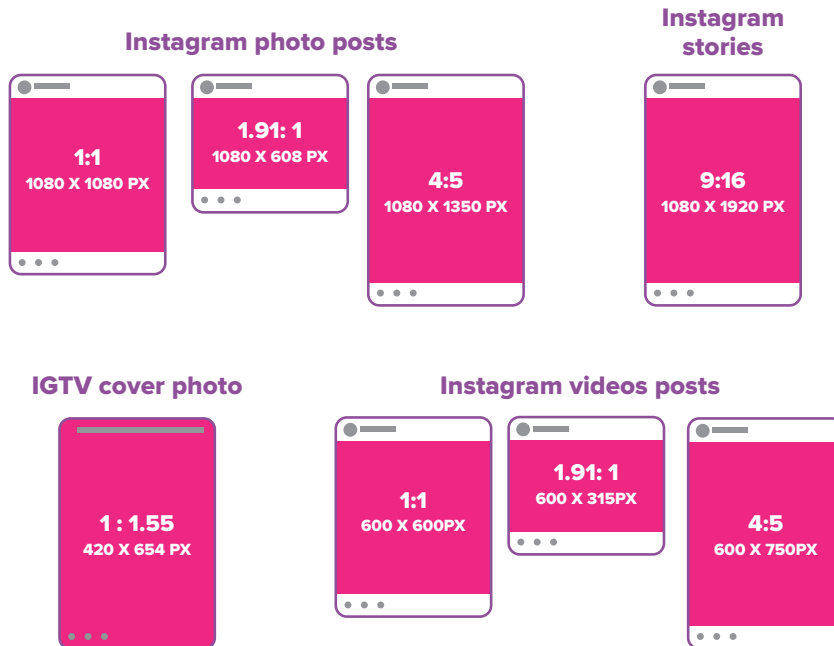 Instagram photo posts
1:1
1080 X 1080 PX
1.91: 1
1080 X 608 PX
4:5
1080 X 1350 PX
Instagram
stories
9:16
1080 X 1920 PX
IGTV cover photo
1 : 1.55
420 X 654 PX
Instagram videos posts
1:1
600 X 600PX
1.91: 1
600 X 315PX
4:5
600 X 750PX